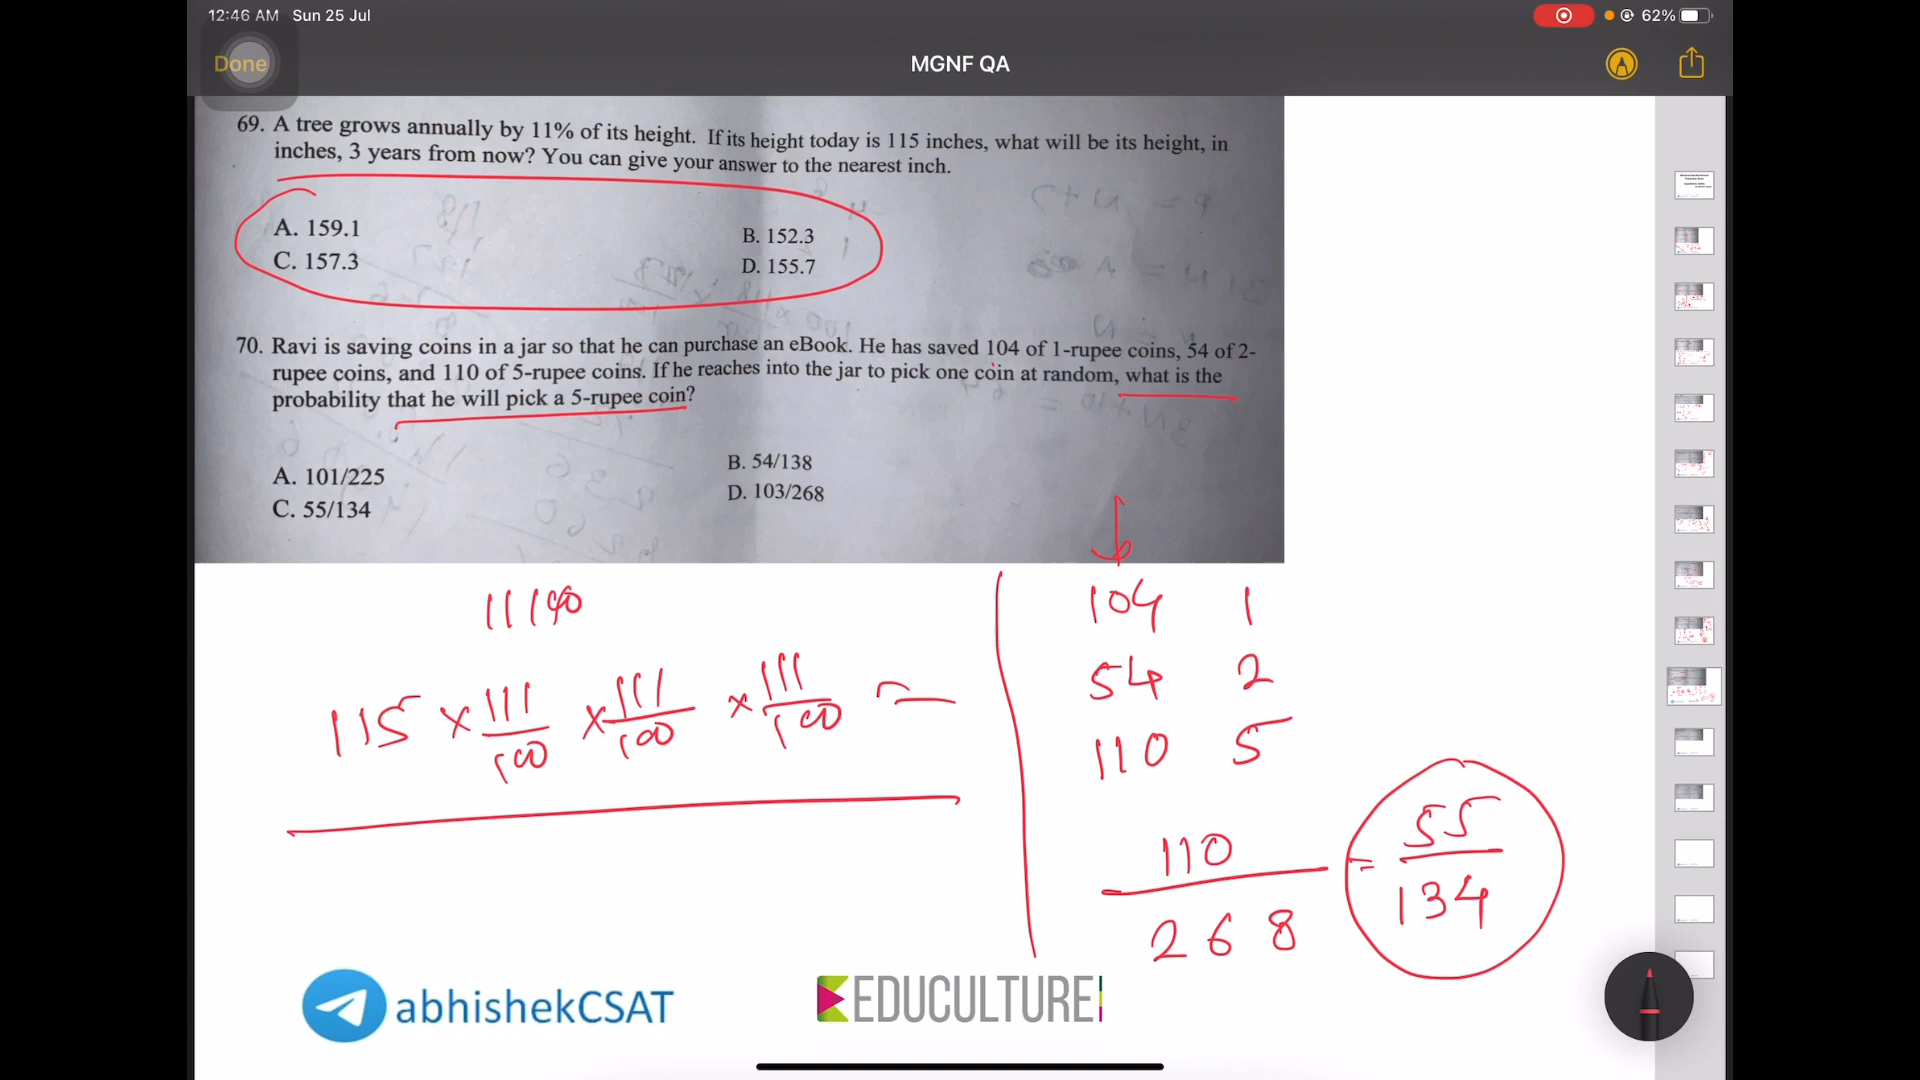 12:46 AM Sun 25 Jul
62%
Done
MGNF QA
69. A tree grows annually by 11% of its height. If its height today is 115 inches, what will be its height, in
inches, 3 years from now? You can give your answer to the nearest inch.
A. 159.1
B. 152.3
C. 157.3
D. 155.7
70. Ravi is saving coins in a jar so that he can purchase an eBook. He has saved 104 of 1-rupee coins, 54 of 2-
rupee coins, and 110 of 5-rupee coins. If he reaches into the jar to pick one coin at random, what is the
probability that he will pick a 5-rupee coin?
A. 101/225
B. 54/138
C. 55/134
D. 103/268
115 × 111/100 × 111/100 × 111/100 =
104 1
54 2
110 5
110/268 = 55/134
abhishekCSAT
EDUCULTURE